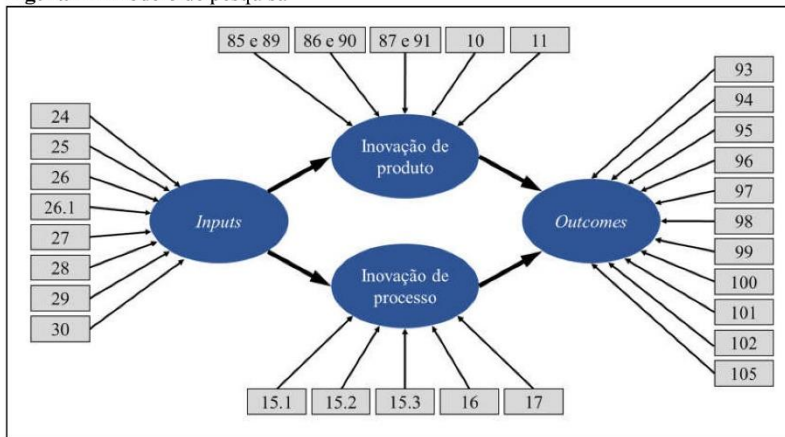 85 e 89
86 e 90
87 e 91
10
11
24
25
26
26.1
27
28
29
30
Inputs
Inovação de
produto
Inovação de
processo
Outcomes
93
94
95
96
97
98
99
100
101
102
105
15.1
15.2
15.3
16
17